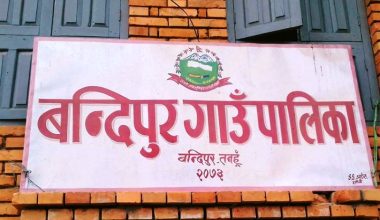 बन्दिपुर गाउँपालिका
बन्दिपुर-तनहूँ
२०७३